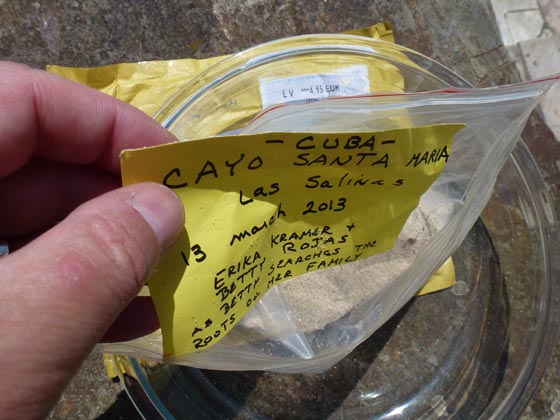 LV ***4,15 EUR
- CUBA -
CAYO SANTA MARIA
Las Salinas
13 march 2013
ERIKA KRAMER +
BETTY ROJAS
AS BETTY SEARCHES THE
ROOTS OF HER FAMILY